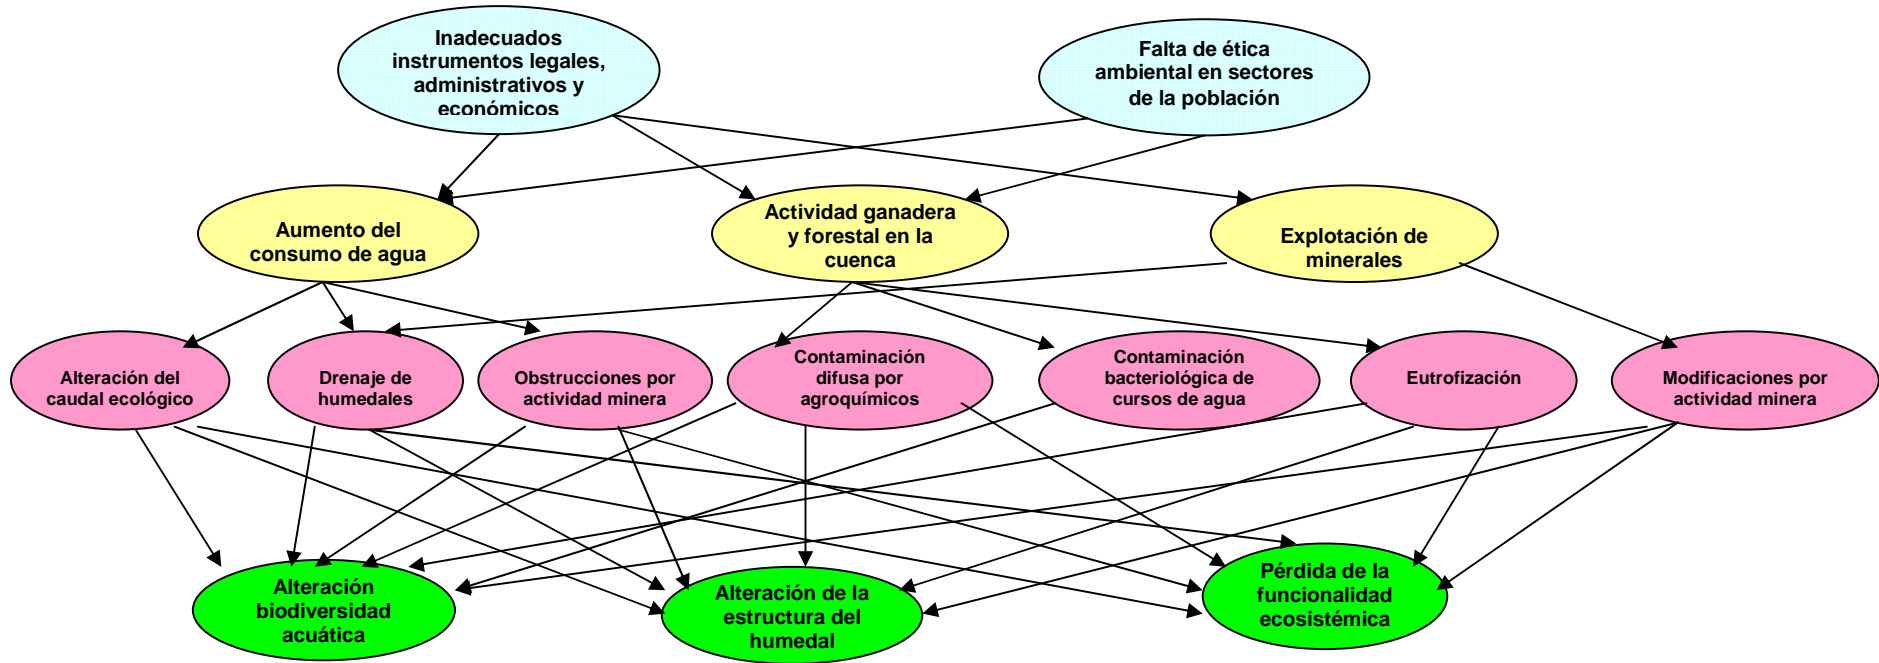 Inadecuados
instrumentos legales,
administrativos y
económicos
Falta de ética
ambiental en sectores
de la población
Aumento del
consumo de agua
Actividad ganadera
y forestal en la
cuenca
Explotación de
minerales
Alteración del
caudal ecológico
Drenaje de
humedales
Obstrucciones por
actividad minera
Contaminación
difusa por
agroquímicos
Contaminación
bacteriológica de
cursos de agua
Eutrofización
Modificaciones por
actividad minera
Alteración
biodiversidad
acuática
Alteración de la
estructura del
humedal
Pérdida de la
funcionalidad
ecosistémica